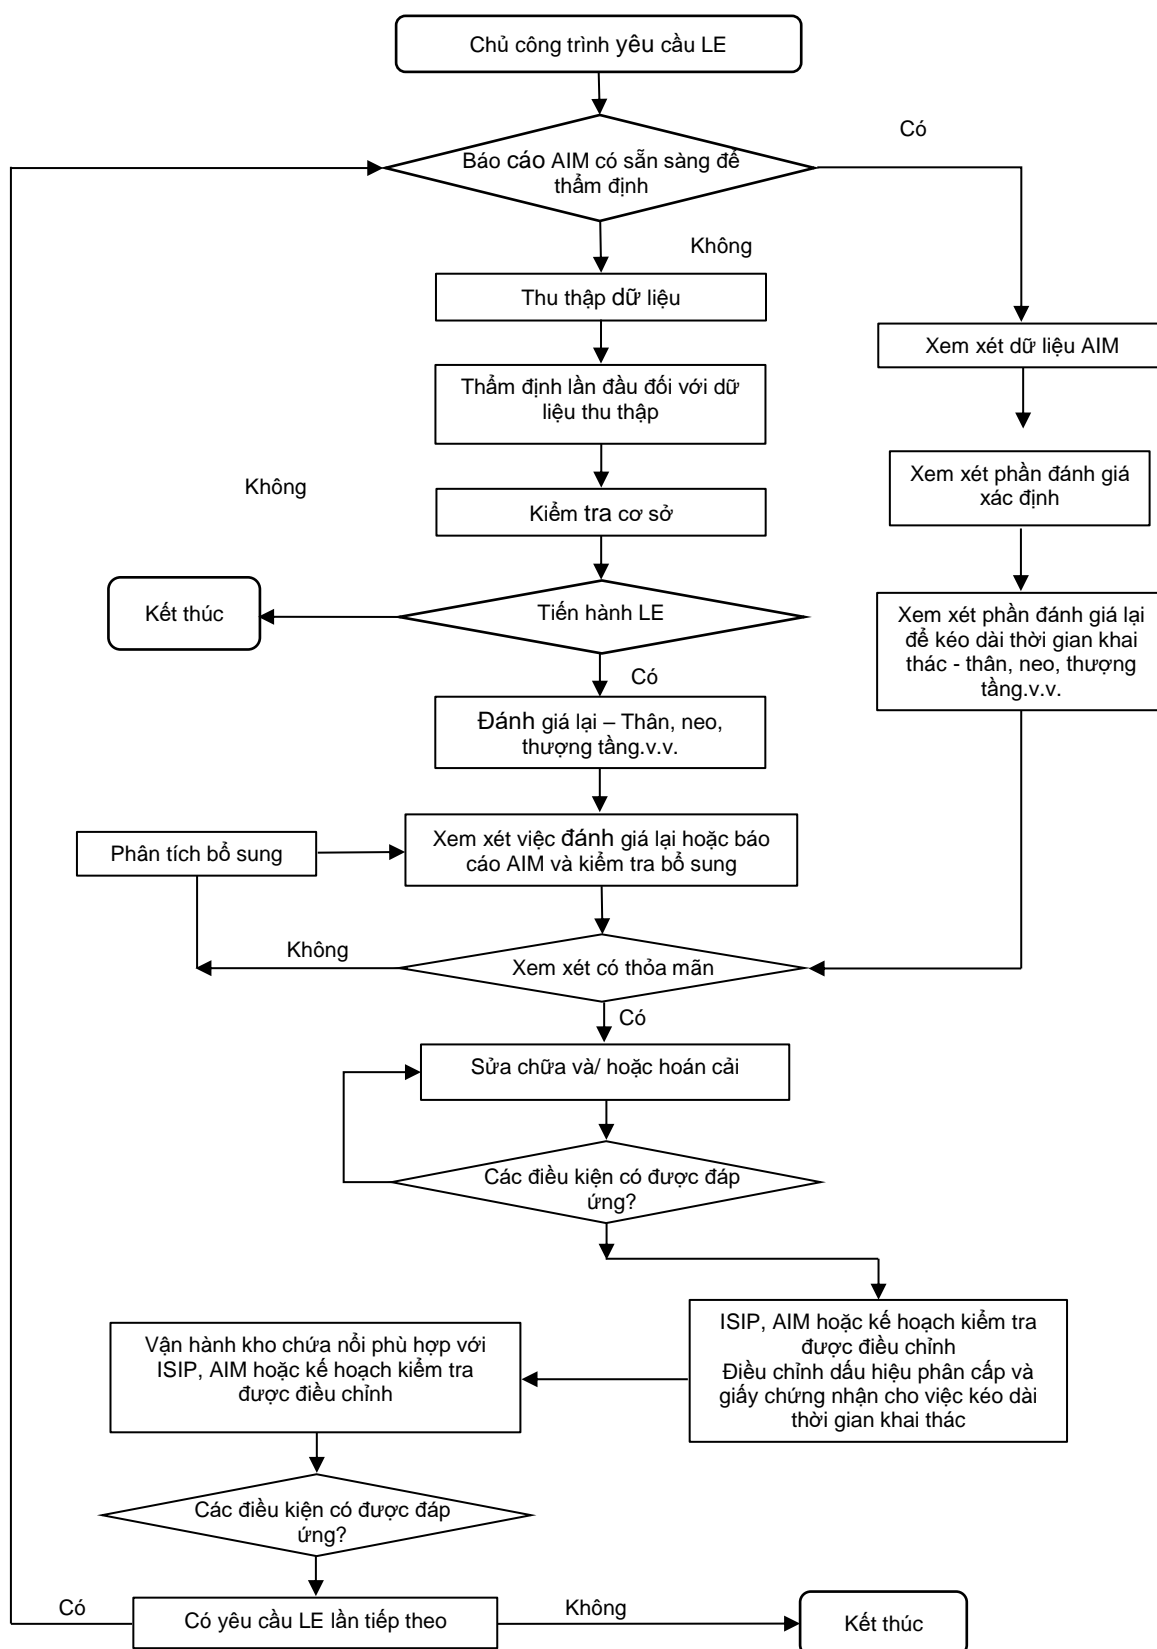 Chủ công trình yêu cầu LE
Có
Báo cáo AIM có sẵn sàng để
thẩm định
Không
Thu thập dữ liệu
Xem xét dữ liệu AIM
Thẩm định lần đầu đối với dữ
liệu thu thập
Xem xét phần đánh giá
xác định
Không
Kiểm tra cơ sở
Kết thúc
Tiến hành LE
Xem xét phần đánh giá lại
để kéo dài thời gian khai
thác - thân, neo, thượng
tầng.v.v.
Có
Đánh giá lại – Thân, neo,
thượng tầng.v.v.
Phân tích bổ sung
Xem xét việc đánh giá lại hoặc báo
cáo AIM và kiểm tra bổ sung
Không
Xem xét có thỏa mãn
Có
Sửa chữa và/ hoặc hoán cải
Các điều kiện có được đáp
ứng?
ISIP, AIM hoặc kế hoạch kiểm tra
được điều chỉnh
Điều chỉnh dấu hiệu phân cấp và
giấy chứng nhận cho việc kéo dài
thời gian khai thác
Vận hành kho chứa nổi phù hợp với
ISIP, AIM hoặc kế hoạch kiểm tra
được điều chỉnh
Các điều kiện có được đáp
ứng?
Có
Có yêu cầu LE lần tiếp theo
Không
Kết thúc